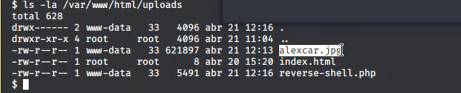 $ ls -la /var/www/html/uploads
total 628
drwx------ 2 www-data 33 4096 abr 21 12:16 .
drwxr-xr-x 4 root root 4096 abr 21 11:04 ..
-rw-r--r-- 1 www-data 33 621897 abr 21 12:13 alexcar.jpg
-rw-r--r-- 1 root root 8 abr 20 15:20 index.html
-rw-r--r-- 1 www-data 33 5491 abr 21 12:16 reverse-shell.php
$